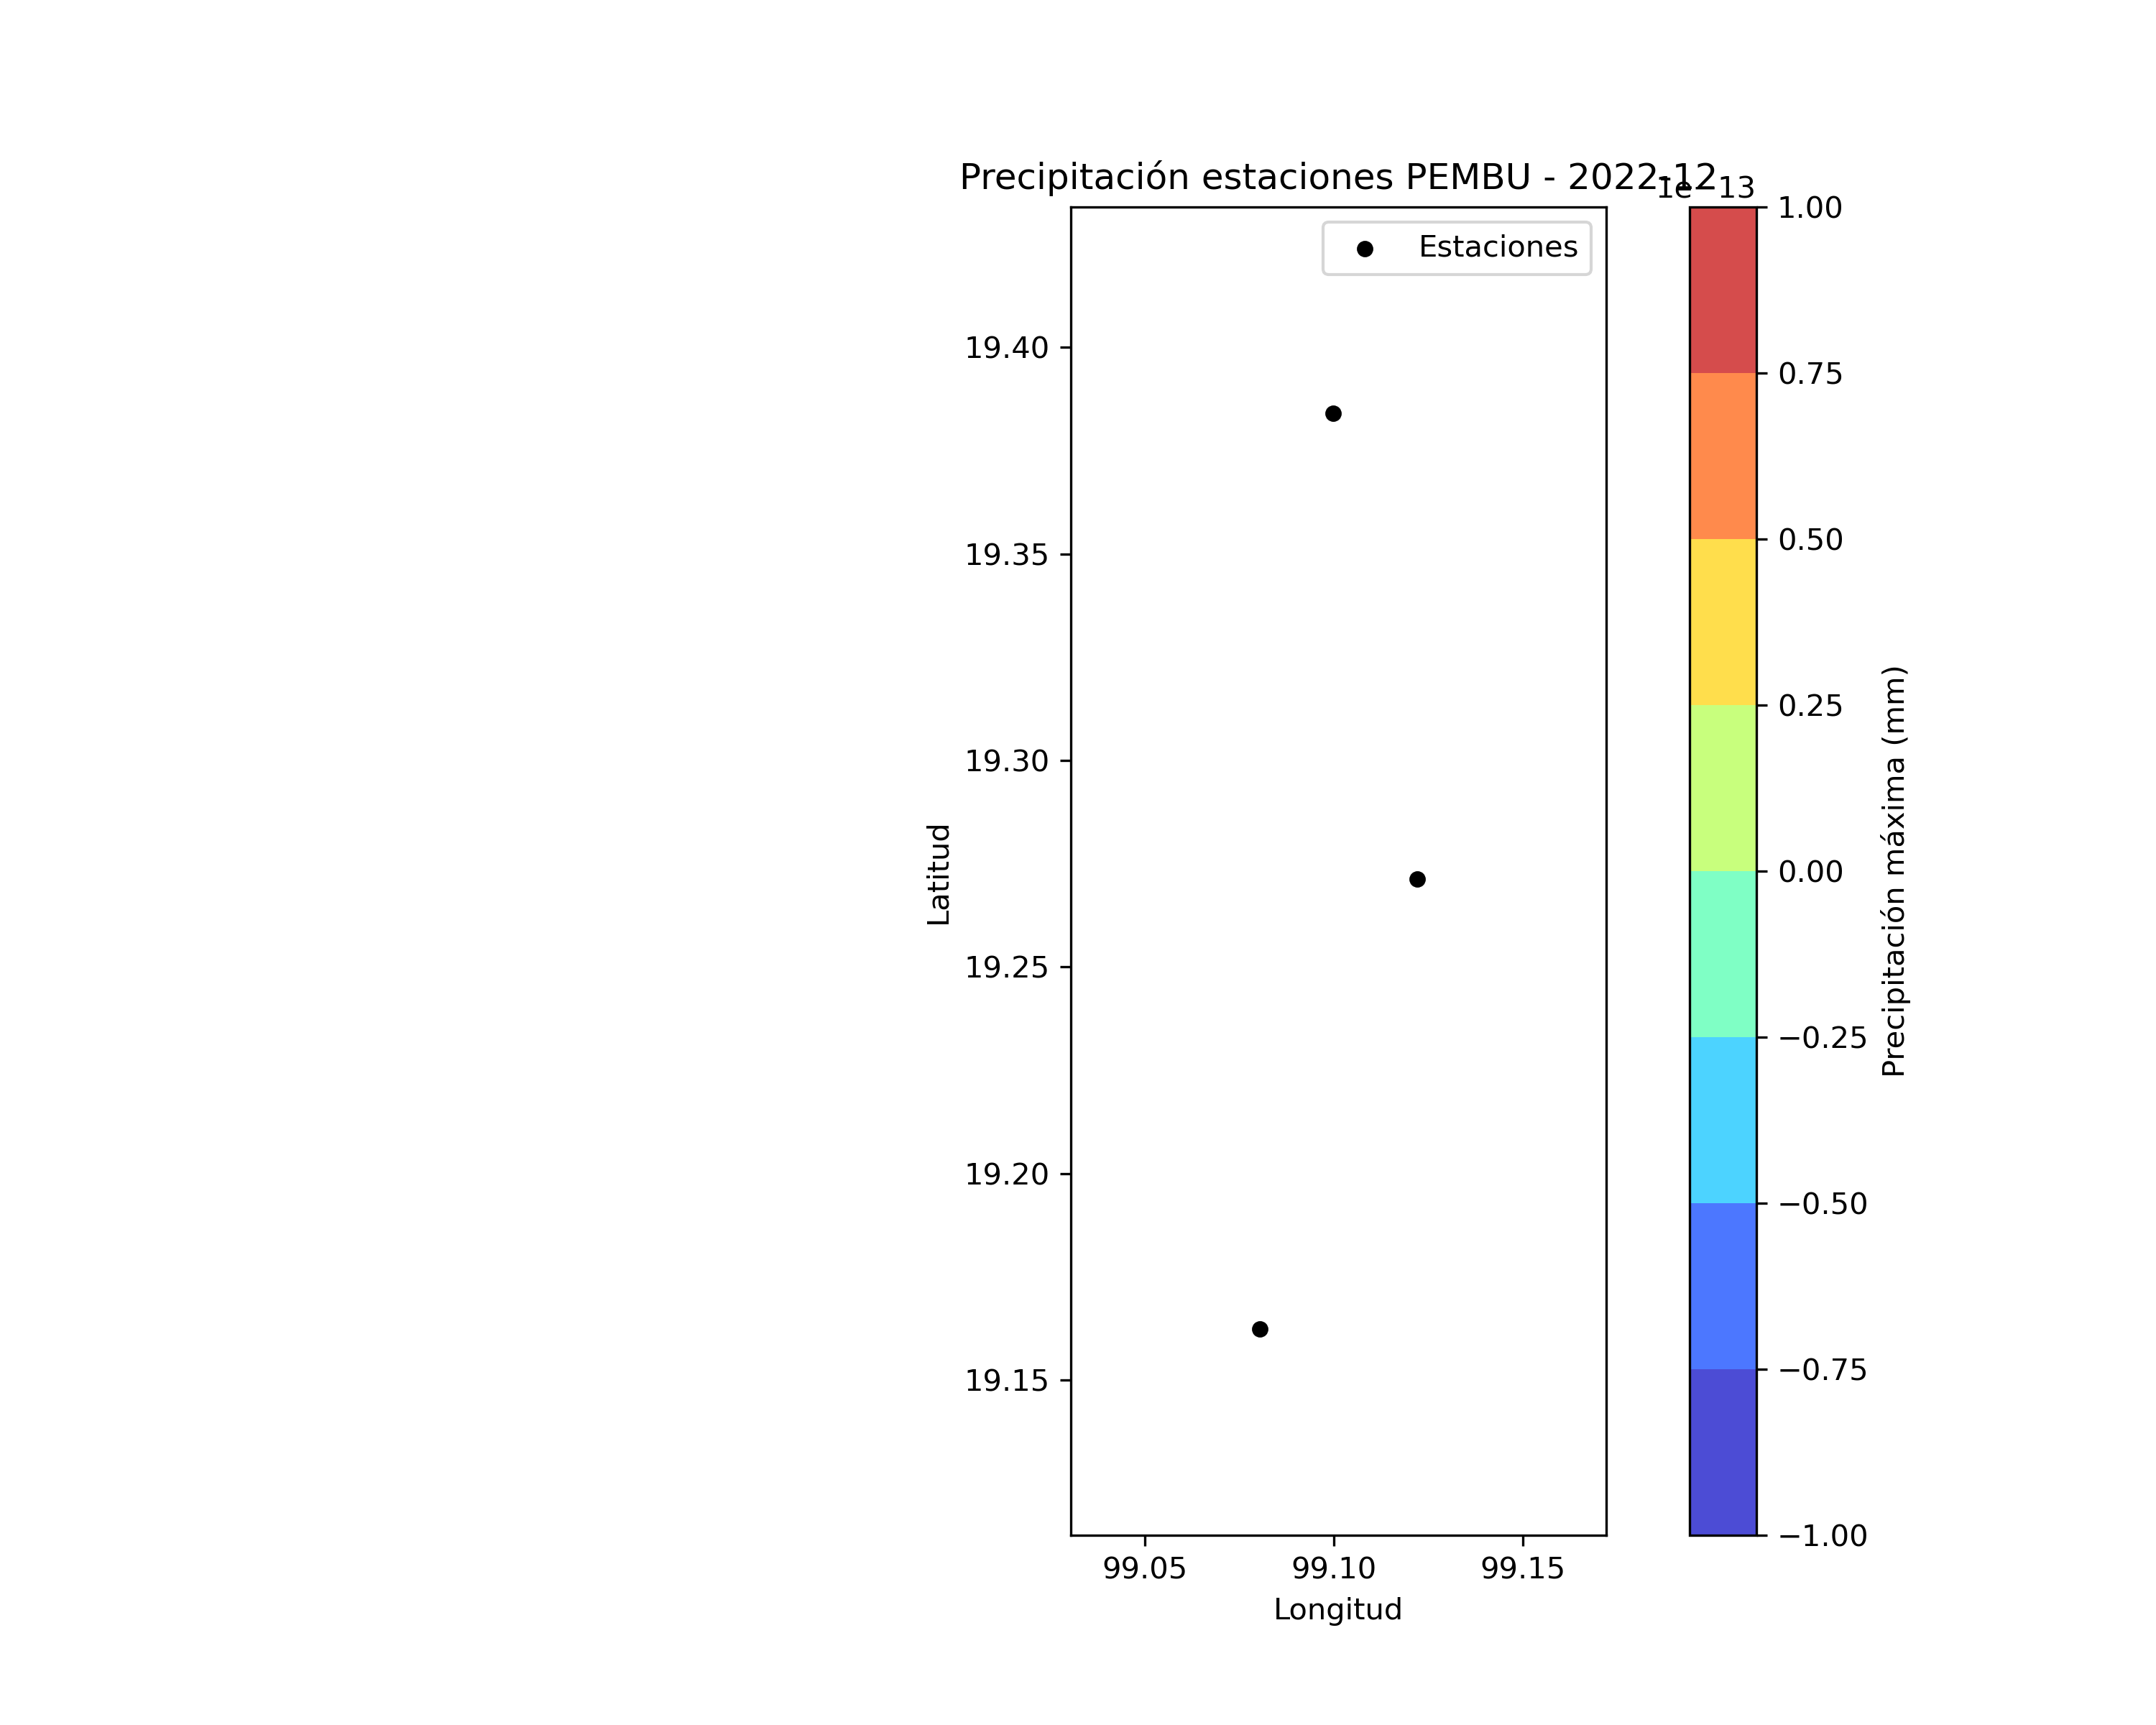 Precipitación estaciones PEMBU - 2022-12
1e−13
Estaciones
19.40
19.35
19.30
19.25
19.20
19.15
Latitud
99.05 99.10 99.15
Longitud
1.00
0.75
0.50
0.25
0.00
−0.25
−0.50
−0.75
−1.00
Precipitación máxima (mm)